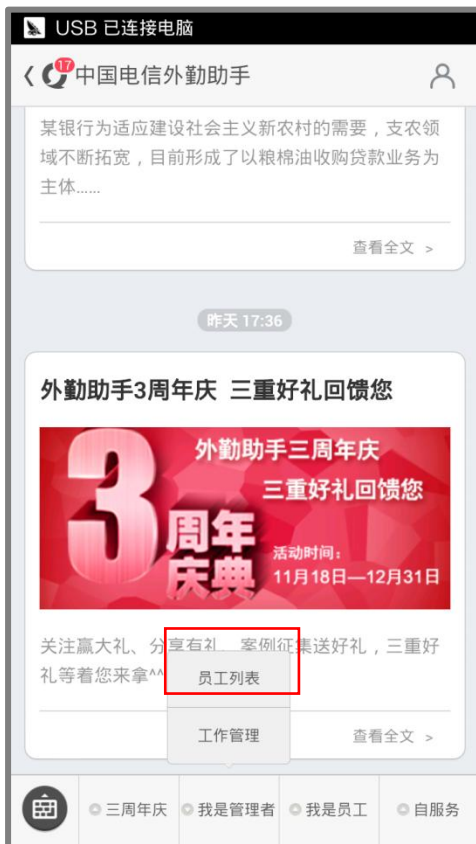 USB 已连接电脑
17
中国电信外勤助手
某银行为适应建设社会主义新农村的需要，支农领
域不断拓宽，目前形成了以粮棉油收购贷款业务为
主体......
查看全文 >
昨天 17:36
外勤助手3周年庆 三重好礼回馈您
外勤助手三周年庆
三重好礼回馈您
3
周年
庆典
活动时间：
11月18日—12月31日
关注赢大礼、分享有礼、案例征集送好礼，三重好
礼等着您来拿^^
员工列表
工作管理
查看全文 >
三周年庆
我是管理者
我是员工
自服务